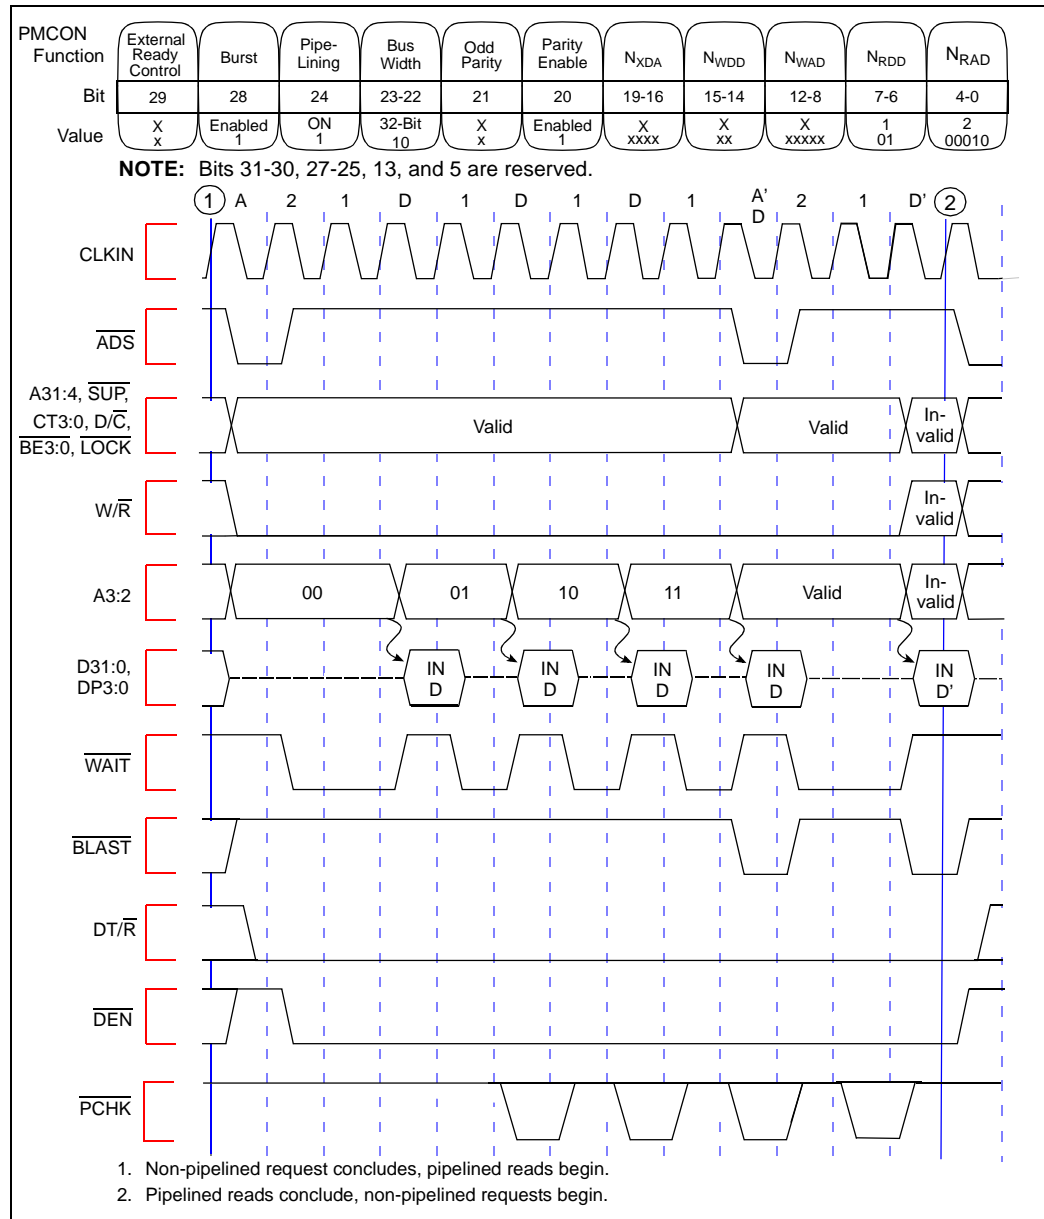 PMCON Function | External Ready Control | Burst | Pipe-Lining | Bus Width | Odd Parity | Parity Enable | NXDA | NWDD | NWAD | NRDD | NRAD
Bit | 29 | 28 | 24 | 23-22 | 21 | 20 | 19-16 | 15-14 | 12-8 | 7-6 | 4-0
Value | X x | Enabled 1 | ON 1 | 32-Bit 10 | X x | Enabled 1 | X xxxx | X xx | X xxxxx | 1 01 | 2 00010
NOTE: Bits 31-30, 27-25, 13, and 5 are reserved.
1 A 2 1 D 1 D 1 D 1 A' D 2 1 D' 2
CLKIN
ADS
A31:4, SUP,
CT3:0, D/C,
BE3:0, LOCK
Valid Valid In-valid
W/R In-valid
A3:2 00 01 10 11 Valid In-valid
D31:0,
DP3:0
IN D IN D IN D IN D IN D'
WAIT
BLAST
DT/R
DEN
PCHK
1. Non-pipelined request concludes, pipelined reads begin.
2. Pipelined reads conclude, non-pipelined requests begin.